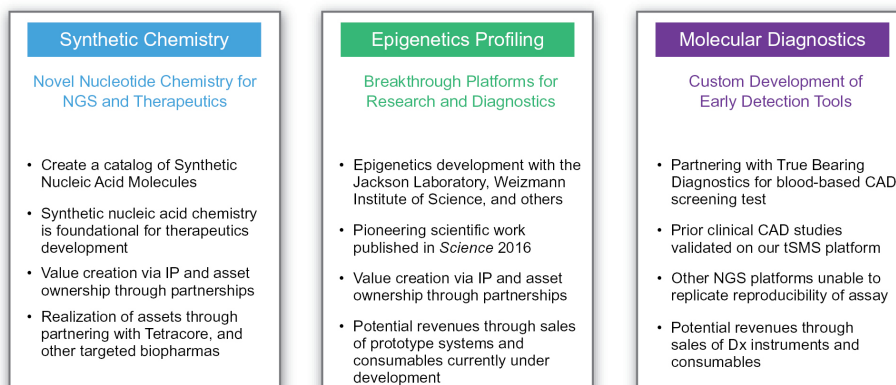 Synthetic Chemistry
Novel Nucleotide Chemistry for
NGS and Therapeutics
• Create a catalog of Synthetic
Nucleic Acid Molecules
• Synthetic nucleic acid chemistry
is foundational for therapeutics
development
• Value creation via IP and asset
ownership through partnerships
• Realization of assets through
partnering with Tetracore, and
other targeted biopharmas
Epigenetics Profiling
Breakthrough Platforms for
Research and Diagnostics
• Epigenetics development with the
Jackson Laboratory, Weizmann
Institute of Science, and others
• Pioneering scientific work
published in Science 2016
• Value creation via IP and asset
ownership through partnerships
• Potential revenues through sales
of prototype systems and
consumables currently under
development
Molecular Diagnostics
Custom Development of
Early Detection Tools
• Partnering with True Bearing
Diagnostics for blood-based CAD
screening test
• Prior clinical CAD studies
validated on our tSMS platform
• Other NGS platforms unable to
replicate reproducibility of assay
• Potential revenues through
sales of Dx instruments and
consumables